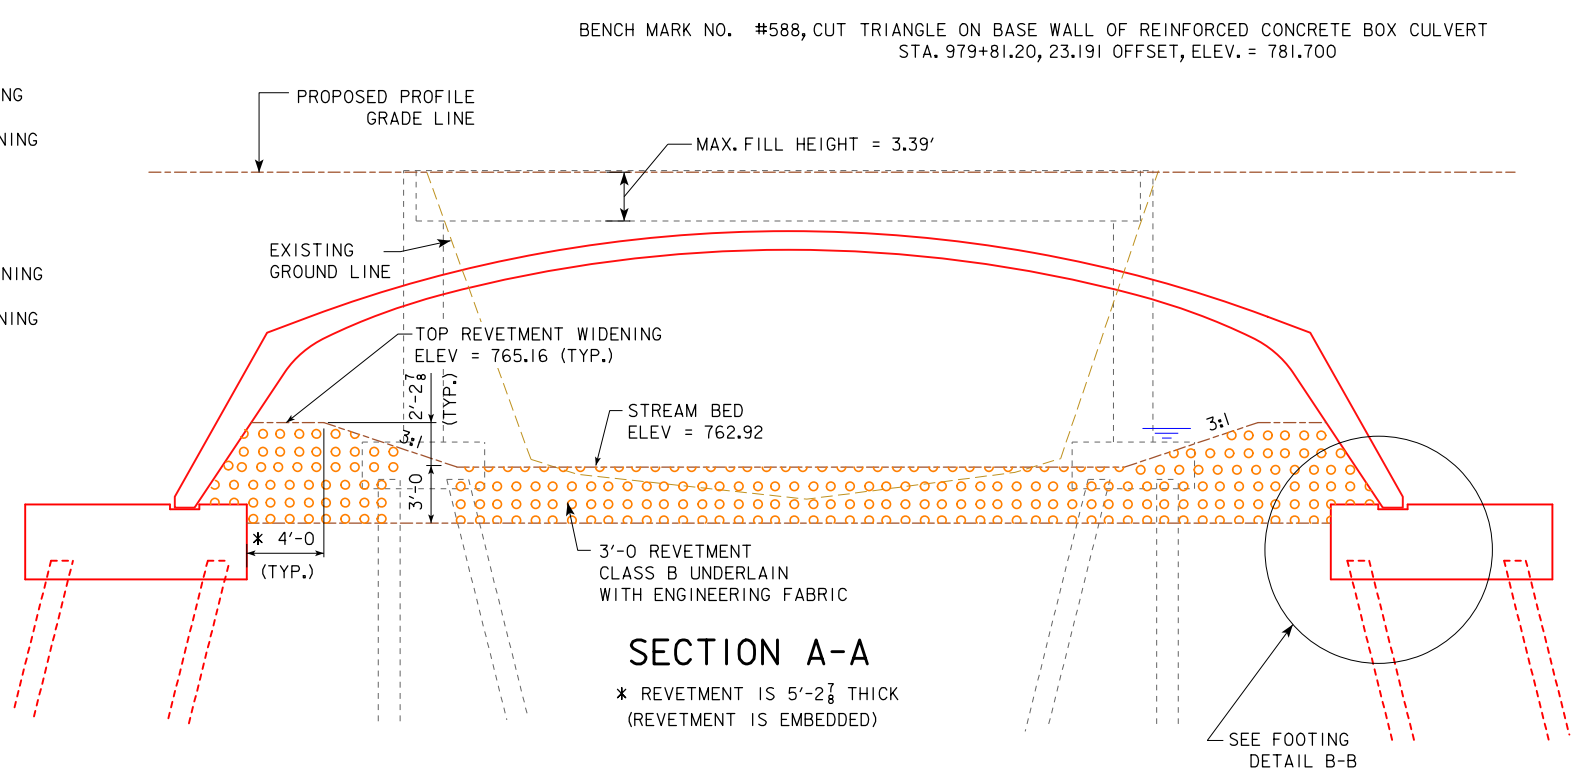 BENCH MARK NO. #588, CUT TRIANGLE ON BASE WALL OF REINFORCED CONCRETE BOX CULVERT
STA. 979+81.20, 23.191 OFFSET, ELEV. = 781.700
NG
NING
NING
NING
PROPOSED PROFILE
GRADE LINE
MAX. FILL HEIGHT = 3.39'
EXISTING
GROUND LINE
TOP REVETMENT WIDENING
ELEV = 765.16 (TYP.)
2'-2 7/8
(TYP.)
3:1
STREAM BED
ELEV = 762.92
3:1
3'-0
* 4'-0
(TYP.)
3'-0 REVETMENT
CLASS B UNDERLAIN
WITH ENGINEERING FABRIC
SECTION A-A
* REVETMENT IS 5'-2 7/8 THICK
(REVETMENT IS EMBEDDED)
SEE FOOTING
DETAIL B-B